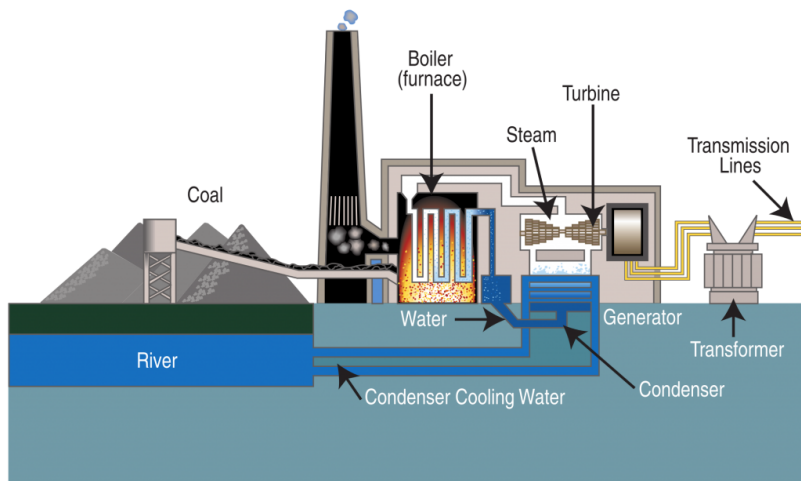 Boiler
(furnace)
Turbine
Steam
Transmission
Lines
Coal
Water
Generator
Transformer
River
Condenser
Condenser Cooling Water